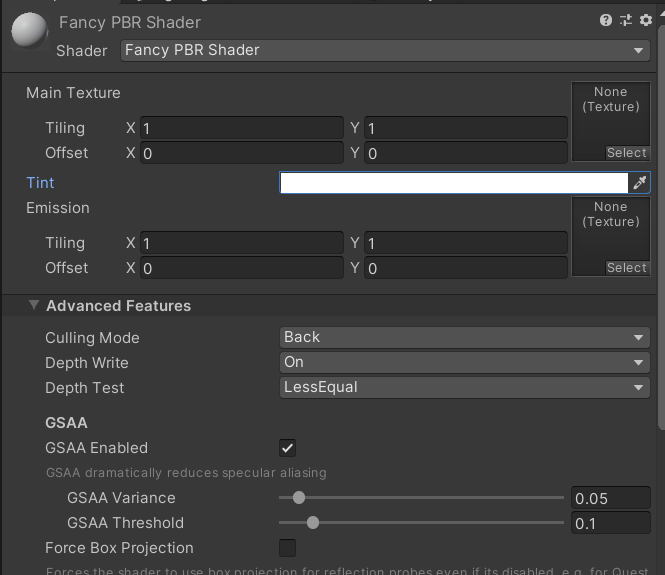 Fancy PBR Shader
Shader Fancy PBR Shader
Main Texture
None
(Texture)
Tiling X 1 Y 1
Offset X 0 Y 0
Select
Tint
Emission
None
(Texture)
Tiling X 1 Y 1
Offset X 0 Y 0
Select
Advanced Features
Culling Mode Back
Depth Write On
Depth Test LessEqual
GSAA
GSAA Enabled
GSAA dramatically reduces specular aliasing
GSAA Variance 0.05
GSAA Threshold 0.1
Force Box Projection
Forces the shader to use box projection for reflection probes even if its disabled, e.g. for Quest